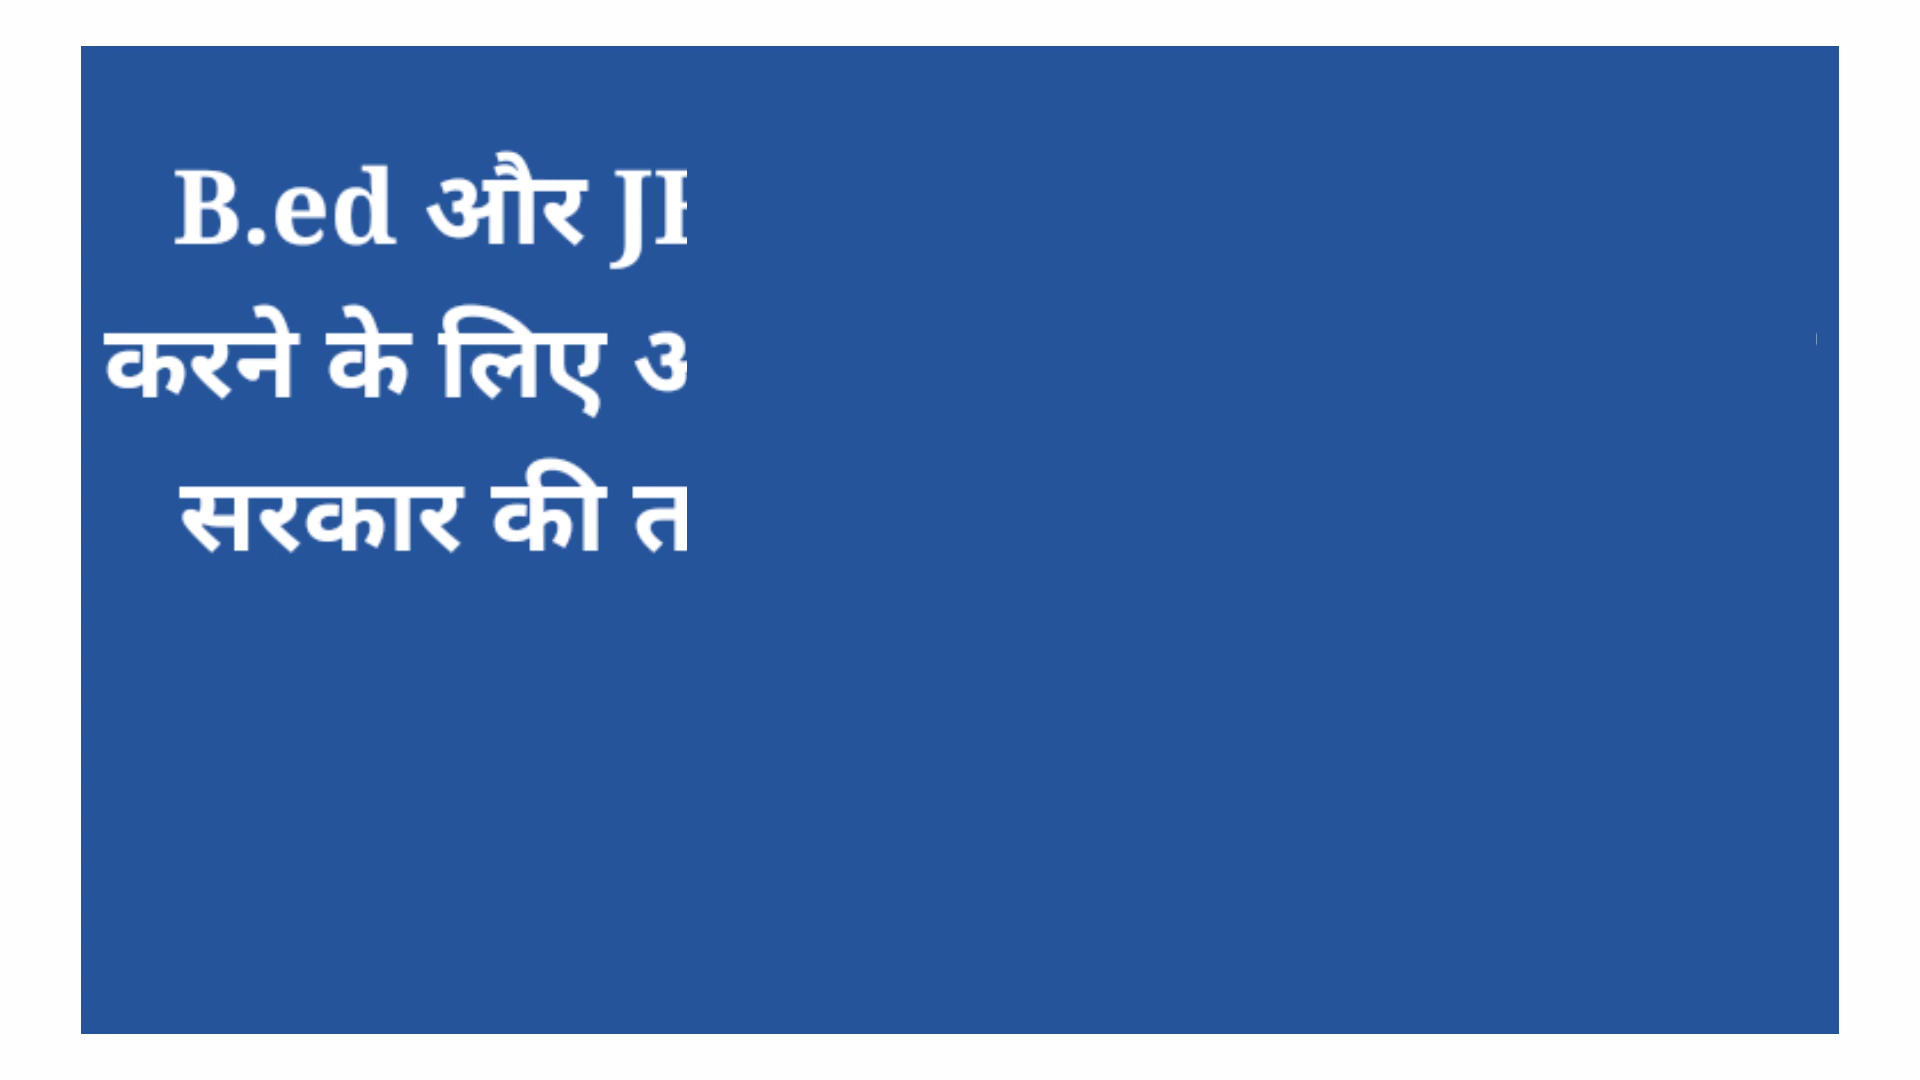 B.ed और
करने के लिए
सरकार की